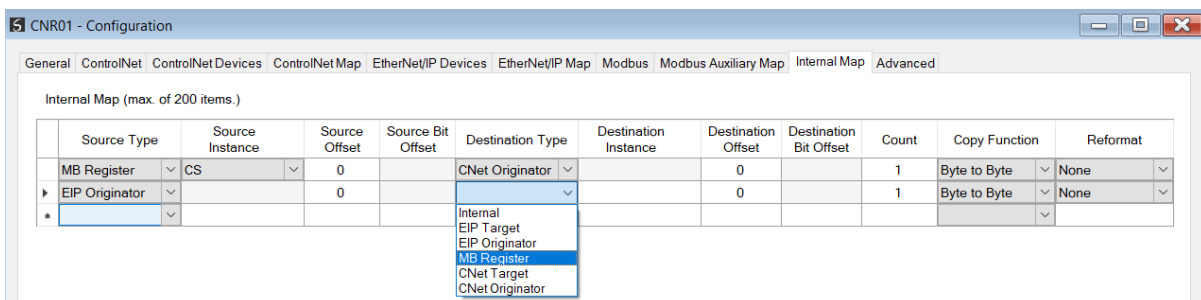 CNR01 - Configuration
General ControlNet ControlNet Devices ControlNet Map EtherNet/IP Devices EtherNet/IP Map Modbus Modbus Auxiliary Map Internal Map Advanced
Internal Map (max. of 200 items.)
Source Type Source Instance Source Offset Source Bit Offset Destination Type Destination Instance Destination Offset Destination Bit Offset Count Copy Function Reformat
MB Register CS 0 CNet Originator 0 1 Byte to Byte None
EIP Originator 0 0 1 Byte to Byte None
Internal
EIP Target
EIP Originator
MB Register
CNet Target
CNet Originator